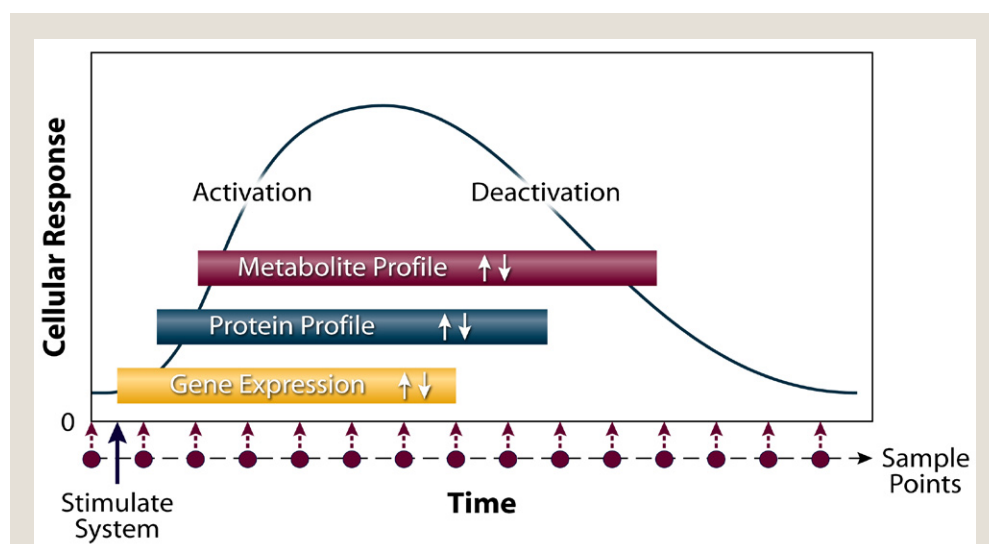 Cellular Response
Activation
Deactivation
Metabolite Profile ↑↓
Protein Profile ↑↓
Gene Expression ↑↓
0
Stimulate
System
Time
Sample
Points